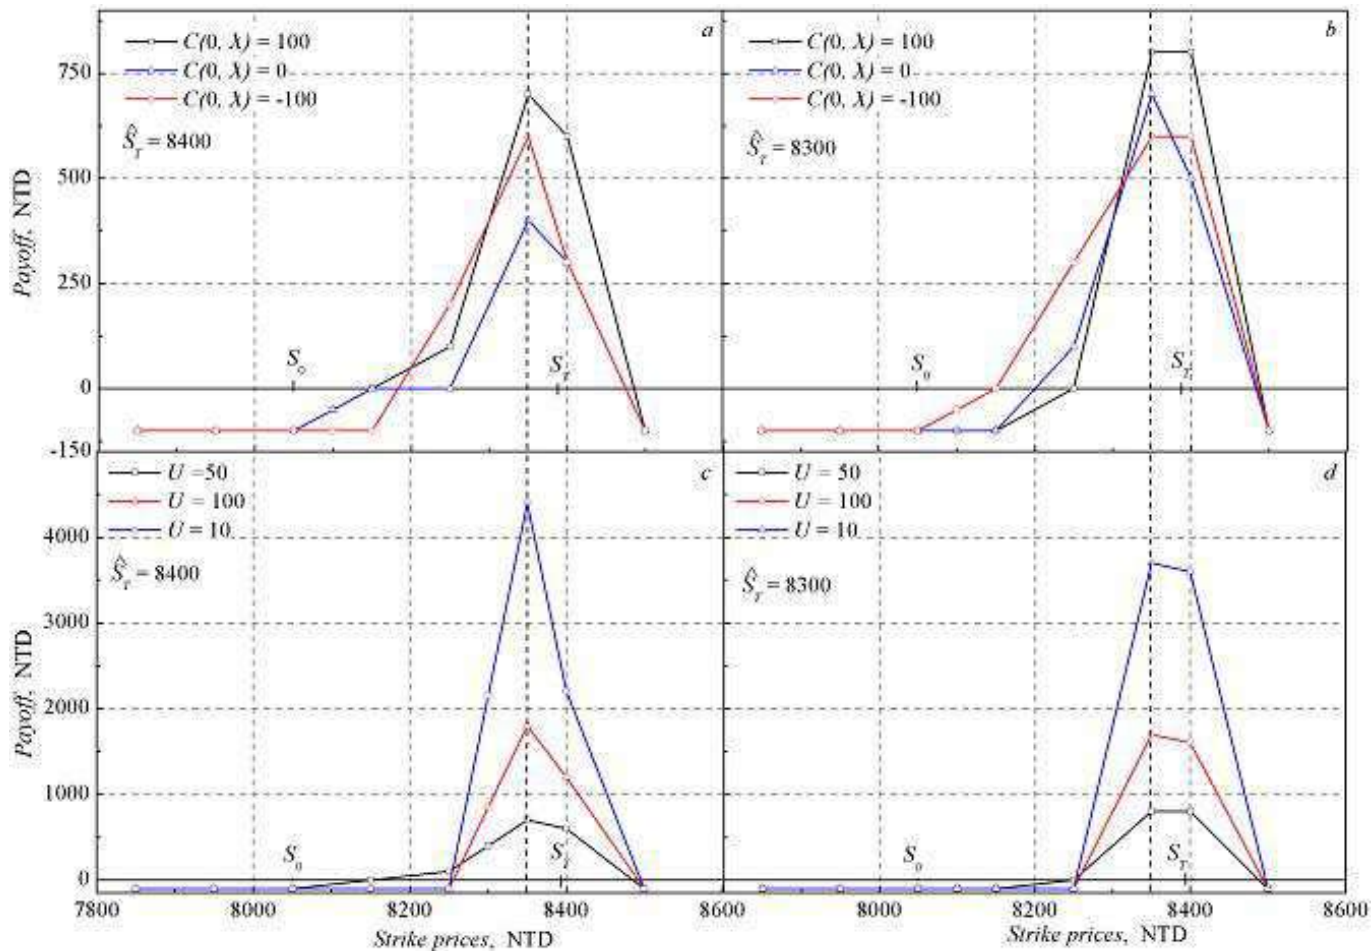 a
C(0, X) = 100
C(0, X) = 0
C(0, X) = -100
Ŝ_T = 8400
S_0
S_T
750
500
250
0
-150
Payoff, NTD
b
C(0, X) = 100
C(0, X) = 0
C(0, X) = -100
Ŝ_T = 8300
S_0
S_T
c
U =50
U = 100
U = 10
Ŝ_T = 8400
S_0
S_T
4000
3000
2000
1000
0
Payoff, NTD
7800
8000
8200
8400
8600
Strike prices, NTD
d
U = 50
U = 100
U = 10
Ŝ_T = 8300
S_0
S_T
8000
8200
8400
8600
Strike prices, NTD